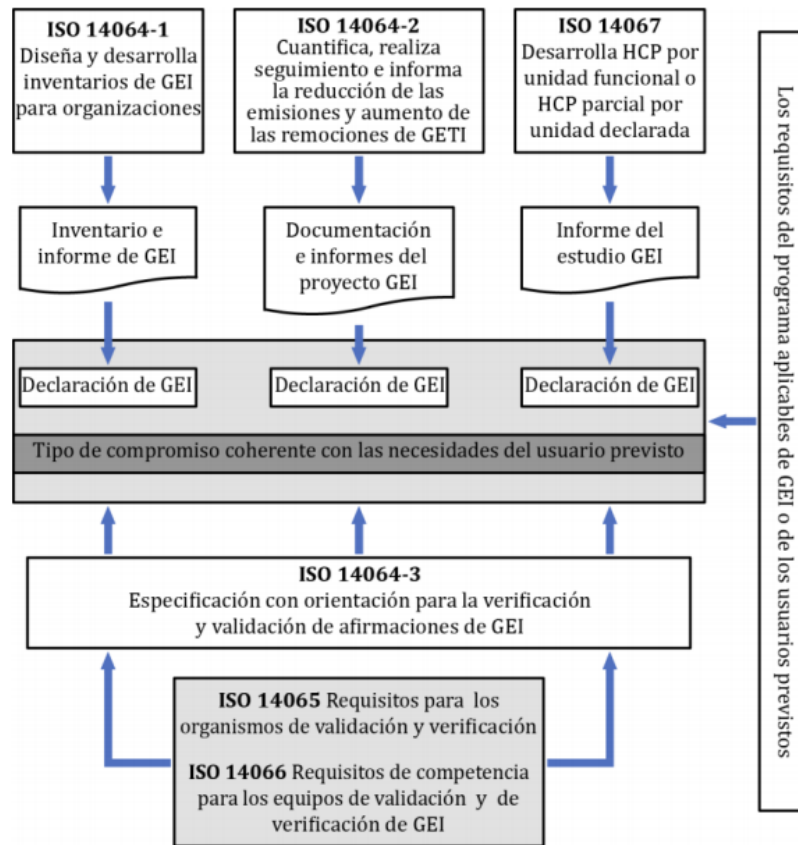 ISO 14064-1
Diseña y desarrolla
inventarios de GEI
para organizaciones
ISO 14064-2
Cuantifica, realiza
seguimiento e informa
la reducción de las
emisiones y aumento de
las remociones de GETI
ISO 14067
Desarrolla HCP por
unidad funcional o
HCP parcial por
unidad declarada
Inventario e
informe de GEI
Documentación
e informes del
proyecto GEI
Informe del
estudio GEI
Declaración de GEI
Declaración de GEI
Declaración de GEI
Tipo de compromiso coherente con las necesidades del usuario previsto
ISO 14064-3
Especificación con orientación para la verificación
y validación de afirmaciones de GEI
ISO 14065 Requisitos para los
organismos de validación y verificación
ISO 14066 Requisitos de competencia
para los equipos de validación y de
verificación de GEI
Los requisitos del programa aplicables de GEI o de los usuarios previstos